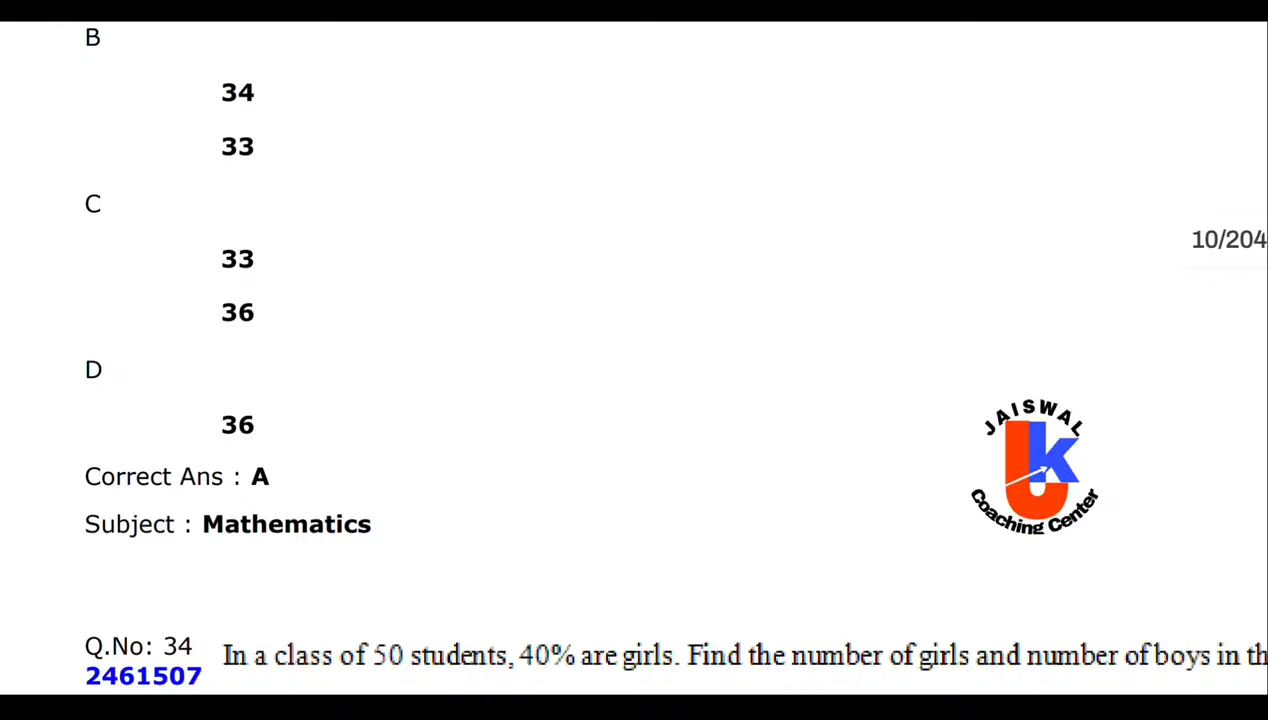 B
34
33
C
33
10/204
36
D
36
JAISWAL
Jk
Coaching Center
Correct Ans : A
Subject : Mathematics
Q.No: 34
2461507
In a class of 50 students, 40% are girls. Find the number of girls and number of boys in th